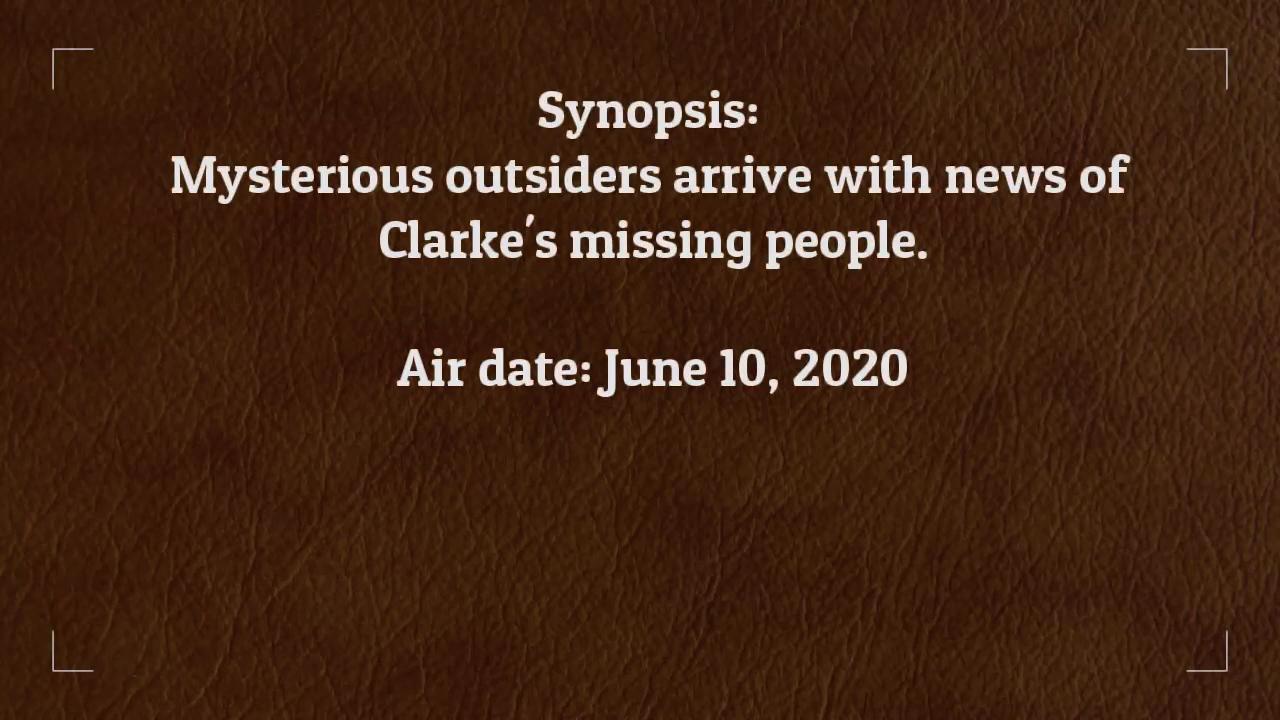 Synopsis:
Mysterious outsiders arrive with news of
Clarke's missing people.
Air date: June 10, 2020